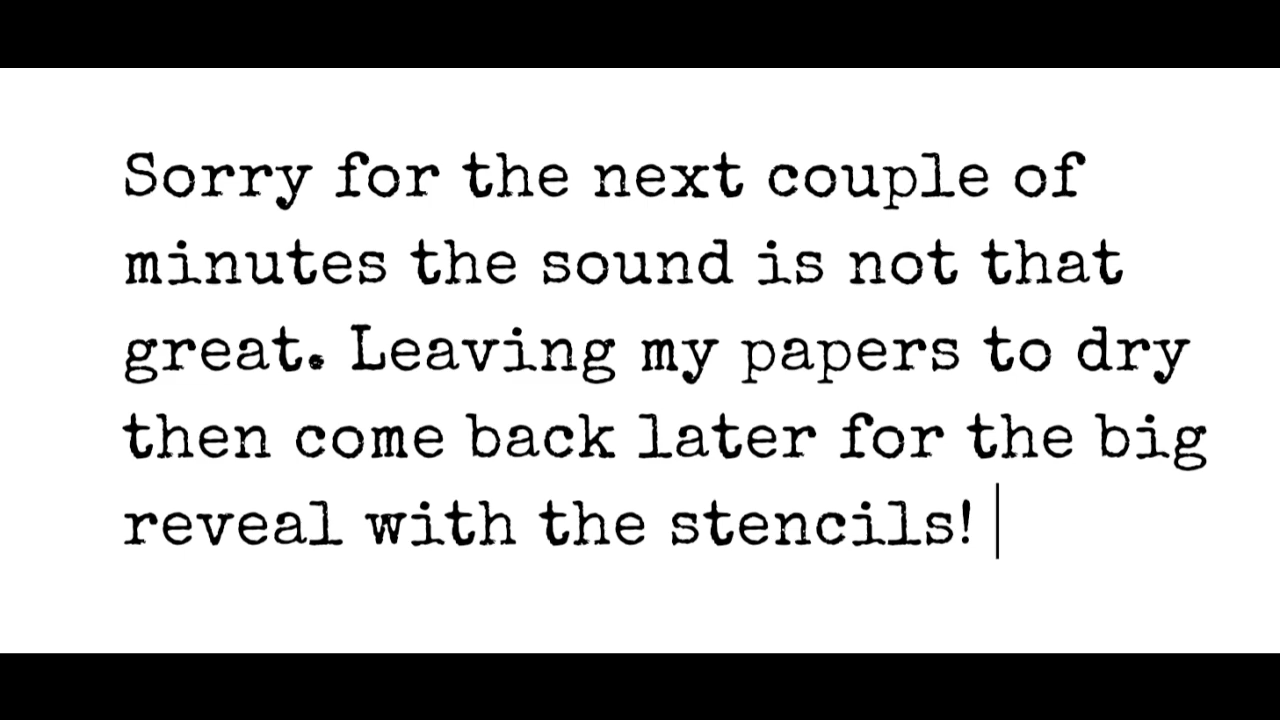 Sorry for the next couple of
minutes the sound is not that
great. Leaving my papers to dry
then come back later for the big
reveal with the stencils!